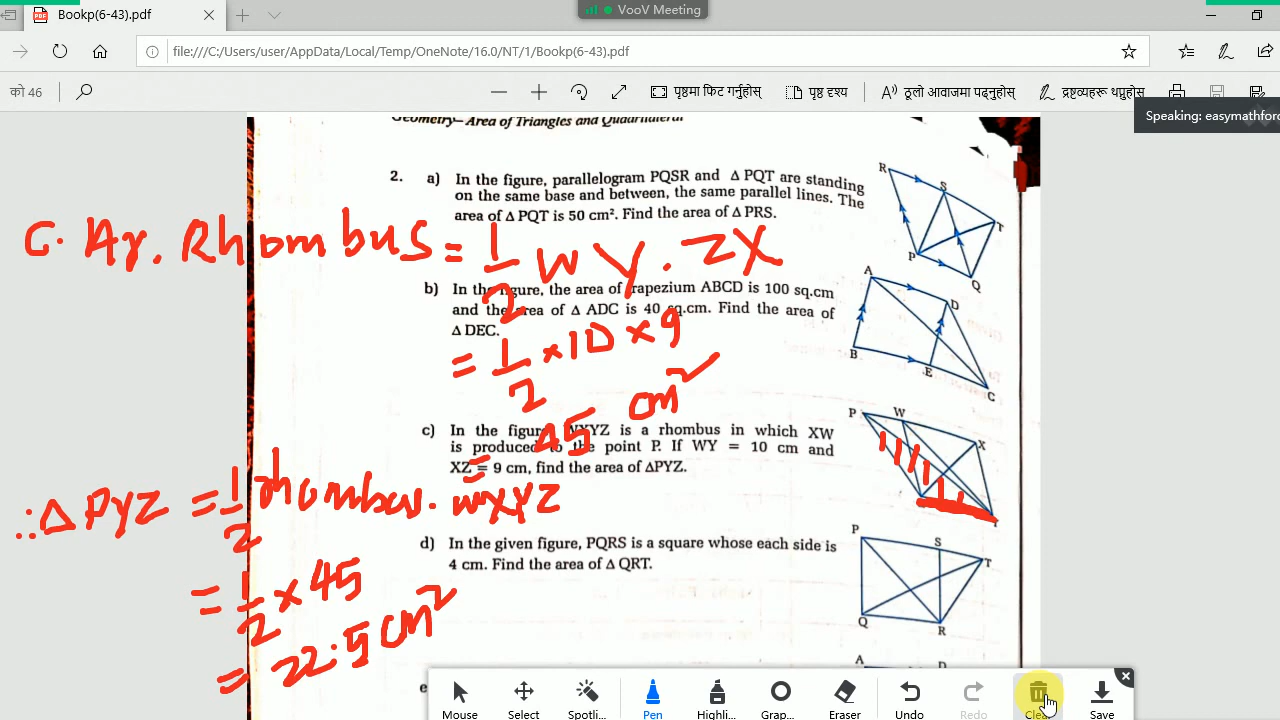 Bookp(6-43).pdf
VooV Meeting
file:///C:/Users/user/AppData/Local/Temp/OneNote/16.0/NT/1/Bookp(6-43).pdf
को 46
पृष्ठमा फिट गर्नुहोस्
पृष्ठ दृश्य
ठूलो आवाजमा पढ्नुहोस्
Speaking: easymathford
Geometry- Area of Triangles and Quadrilateral
2. a) In the figure, parallelogram PQSR and Δ PQT are standing
on the same base and between, the same parallel lines. The
area of Δ PQT is 50 cm². Find the area of Δ PRS.
R S T P Q
C. Ar. Rhombus = 1/2 WY . ZX
b) In the figure, the area of trapezium ABCD is 100 sq.cm
and the area of Δ ADC is 40 sq.cm. Find the area of
Δ DEC.
A D B E C
= 1/2 × 10 × 9
= 45 cm²
c) In the figure, WXYZ is a rhombus in which XW
is produced to the point P. If WY = 10 cm and
XZ = 9 cm, find the area of ΔPYZ.
P W X
∴ Δ PYZ = 1/2 rhombus. WXYZ
= 1/2 × 45
= 22.5 cm²
d) In the given figure, PQRS is a square whose each side is
4 cm. Find the area of Δ QRT.
P S T Q R
A D
e
Mouse
Select
Spotli...
Pen
Highli...
Grap...
Eraser
Undo
Redo
Clear
Save